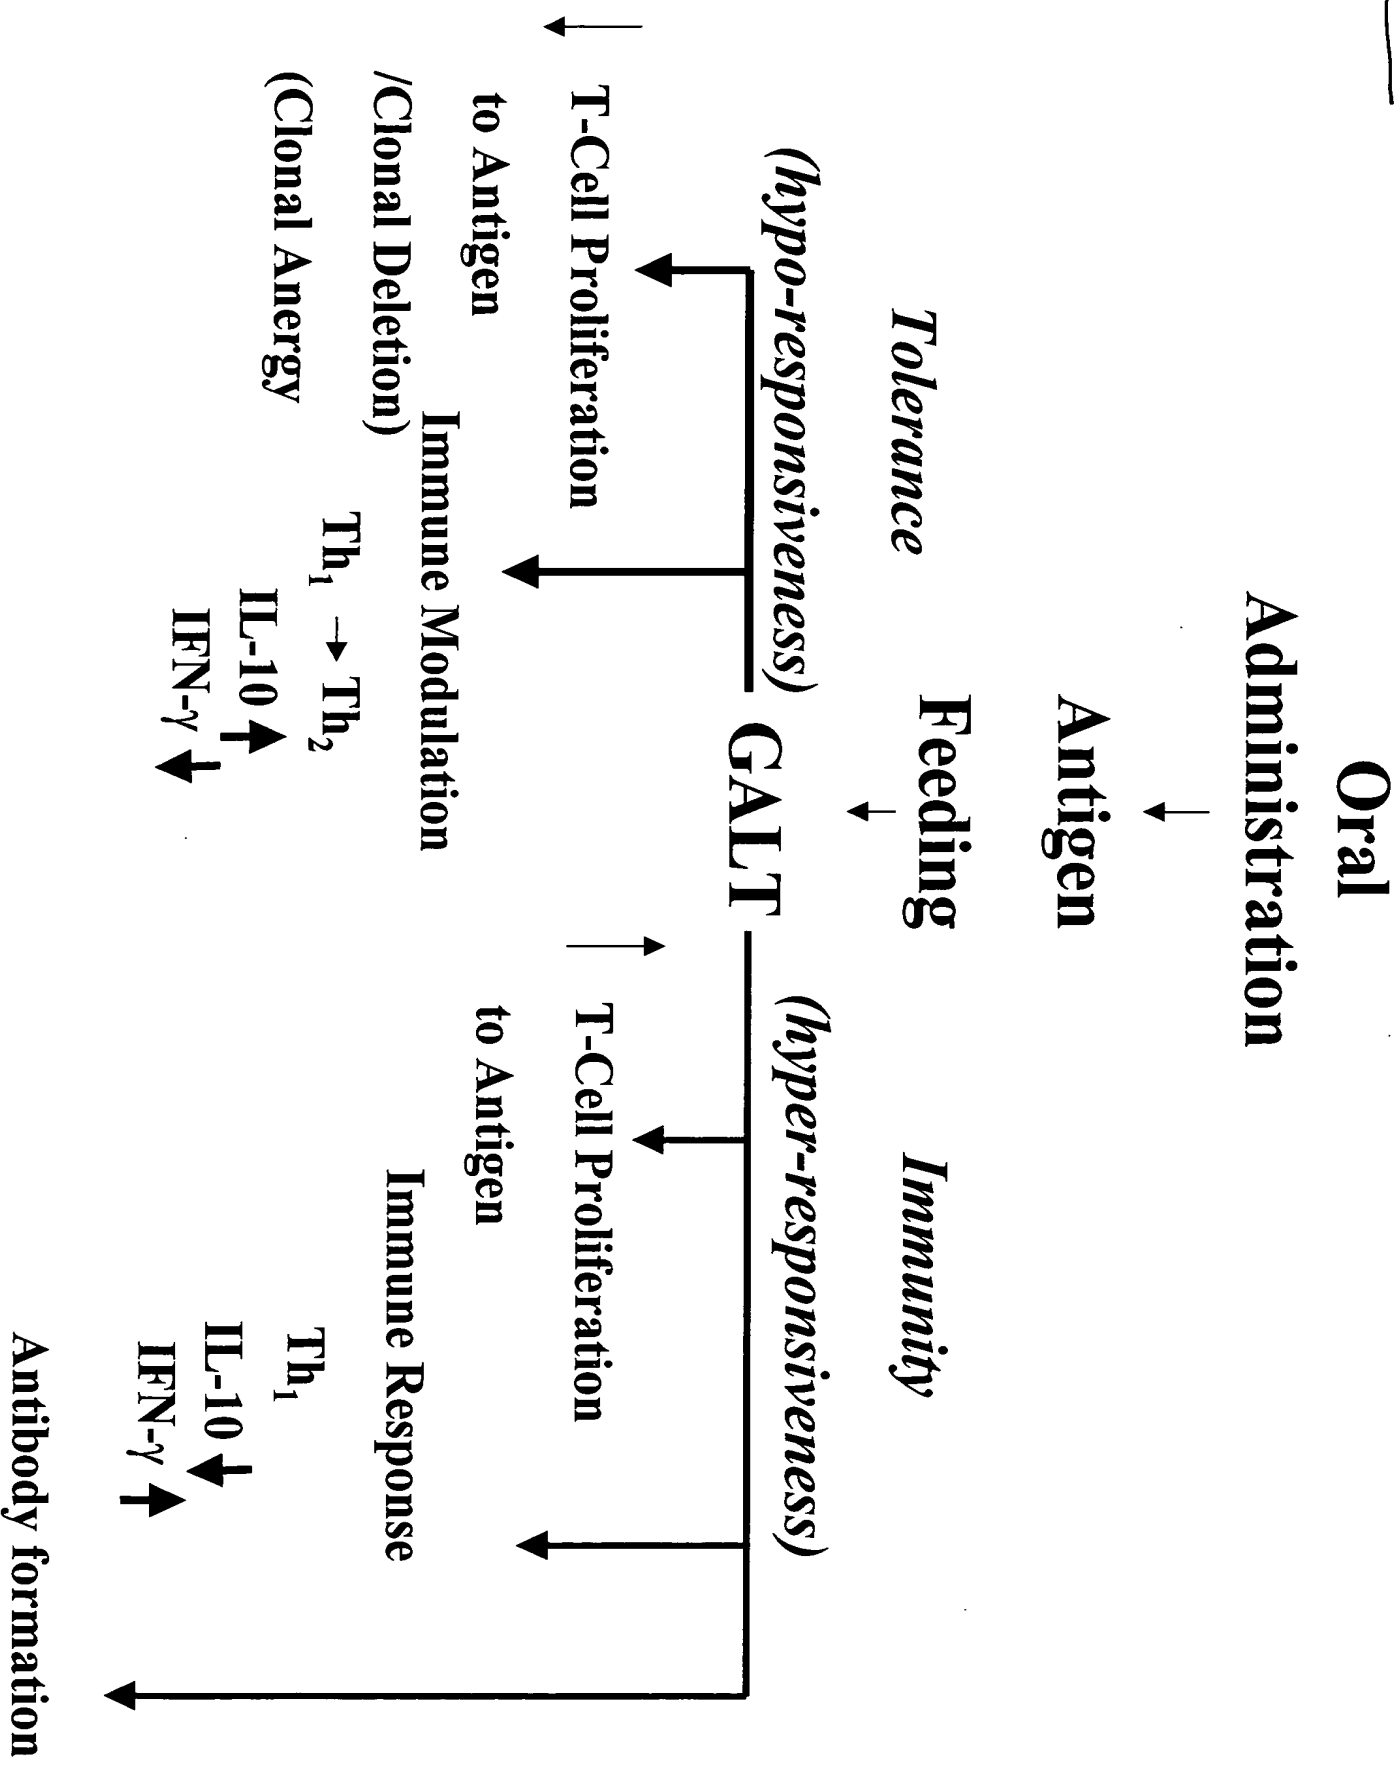 Oral
Administration
Antigen
Feeding
GALT
Tolerance
(hypo-responsiveness)
↓ T-Cell Proliferation
to Antigen
/Clonal Deletion)
(Clonal Anergy
Immune Modulation
Th₁ → Th₂
IL-10 ↑
IFN-γ ↓
Immunity
(hyper-responsiveness)
↑ T-Cell Proliferation
to Antigen
Immune Response
Th₁
IL-10 ↓
IFN-γ ↑
Antibody formation